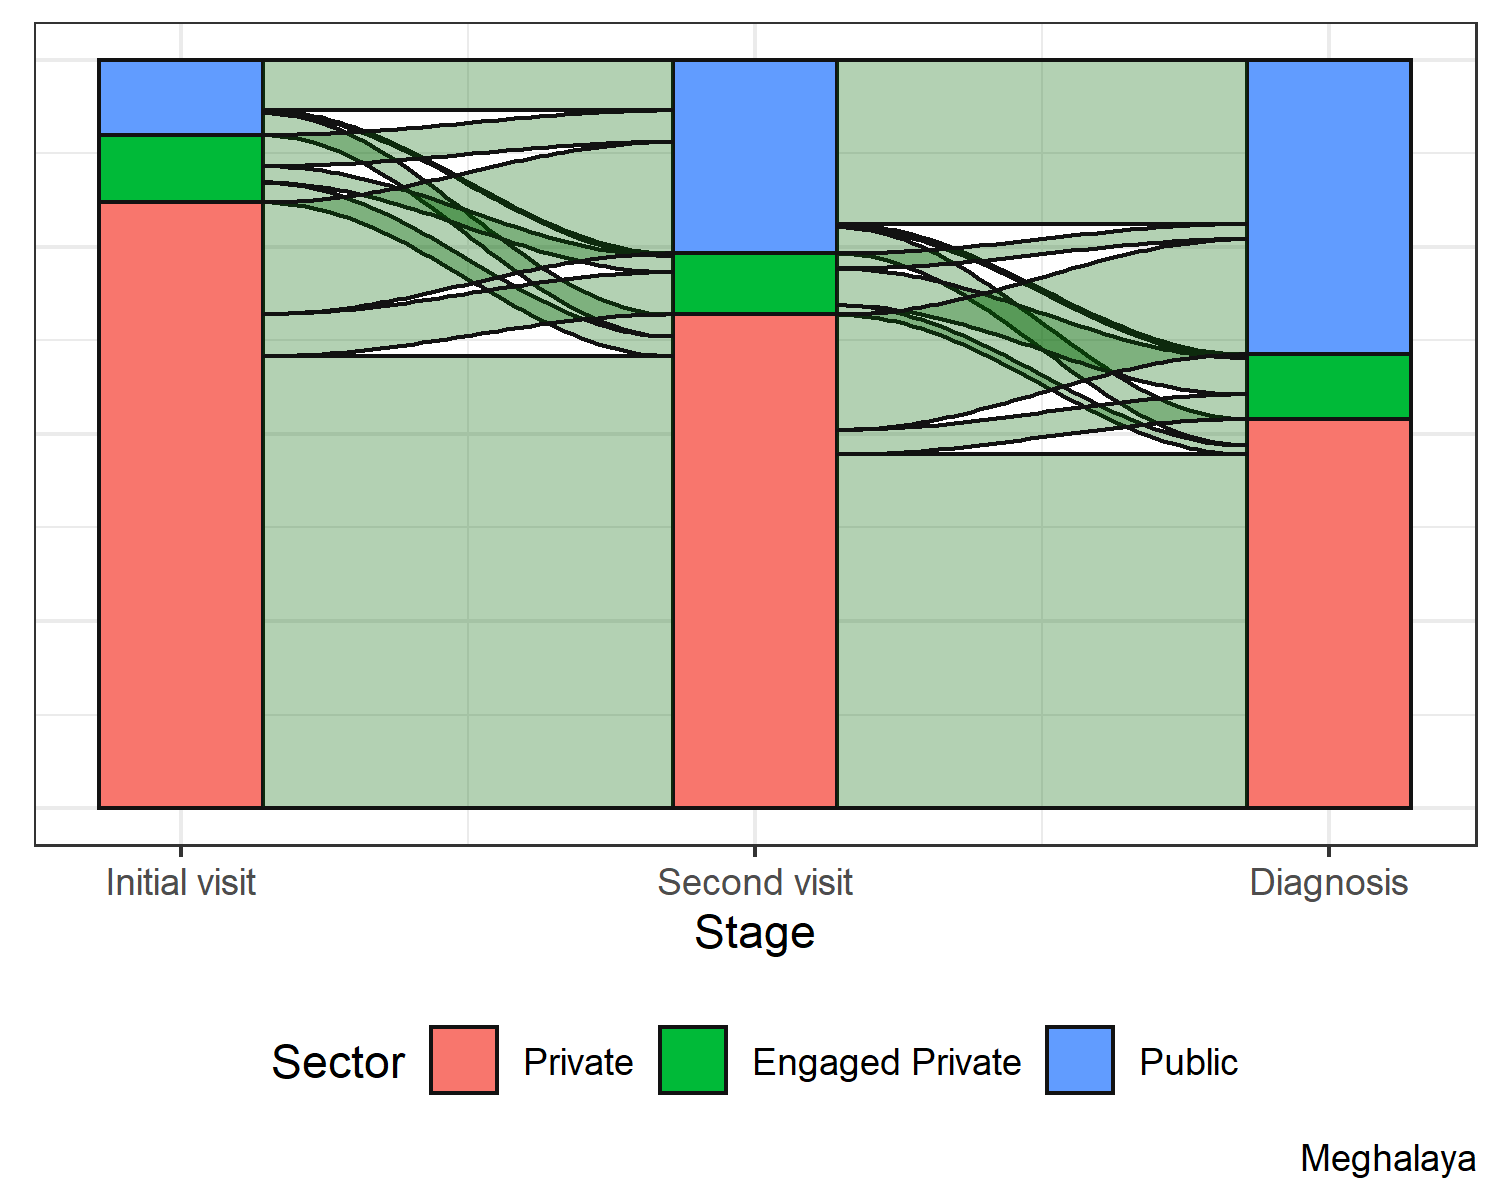 Initial visit Second visit Diagnosis
Stage
Sector Private Engaged Private Public
Meghalaya